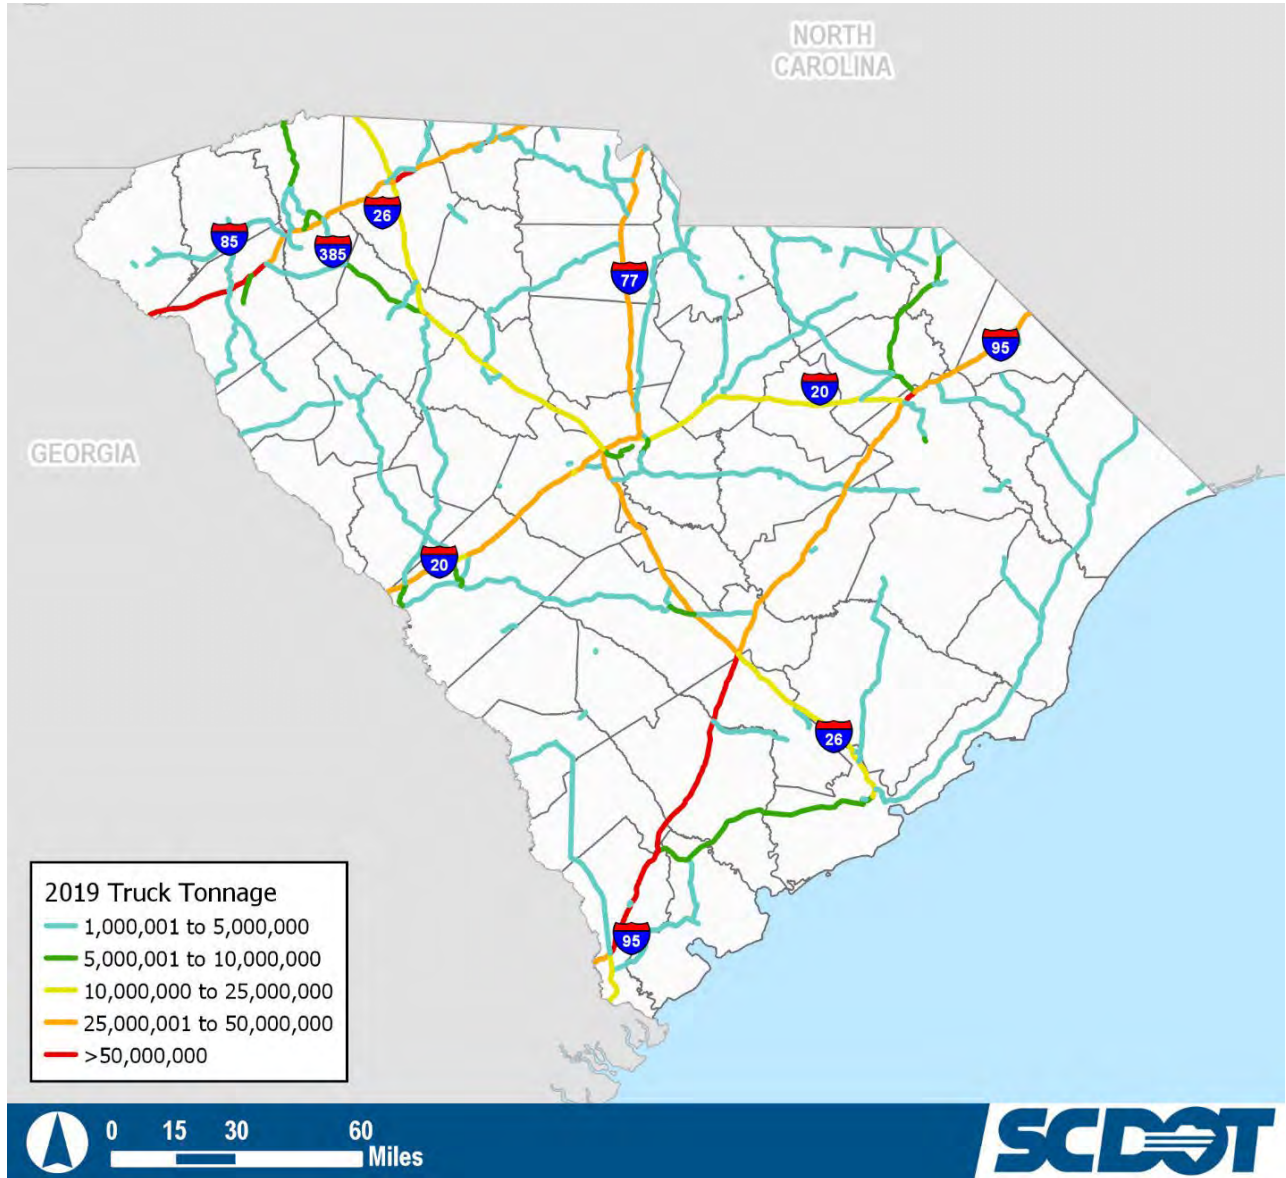 NORTH
CAROLINA
26
85
385
77
95
20
GEORGIA
20
26
95
2019 Truck Tonnage
1,000,001 to 5,000,000
5,000,001 to 10,000,000
10,000,000 to 25,000,000
25,000,001 to 50,000,000
>50,000,000
0 15 30 60
Miles
SCDOT